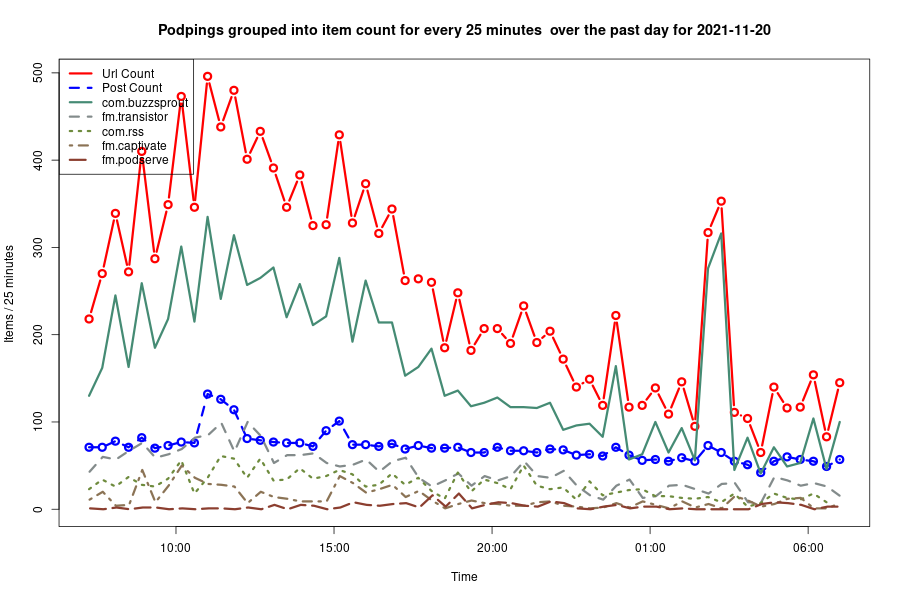 Podpings grouped into item count for every 25 minutes  over the past day for 2021-11-20
Items / 25 minutes
500
400
300
200
100
0
Url Count
Post Count
com.buzzsprout
fm.transistor
com.rss
fm.captivate
fm.podserve
10:00
15:00
20:00
01:00
06:00
Time